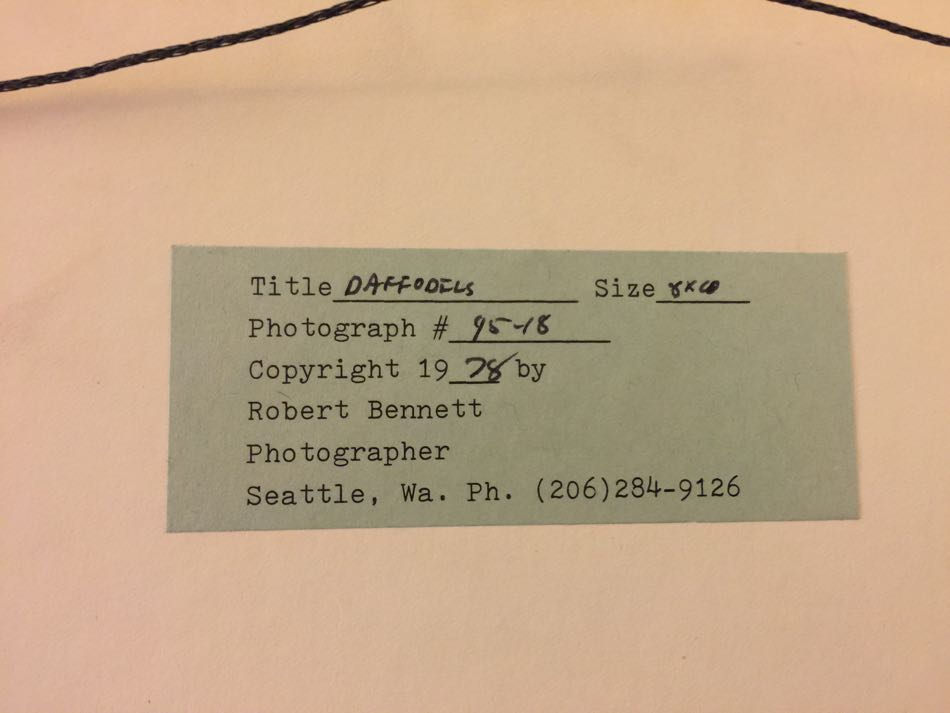 Title DAFFODILS Size 8x10
Photograph # 95-18
Copyright 19 78 by
Robert Bennett
Photographer
Seattle, Wa. Ph. (206)284-9126